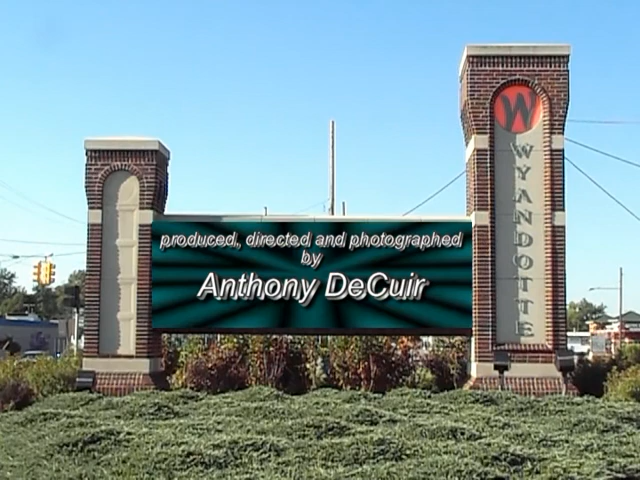 W
WYANDOTTE
produced, directed and photographed
by
Anthony DeCuir